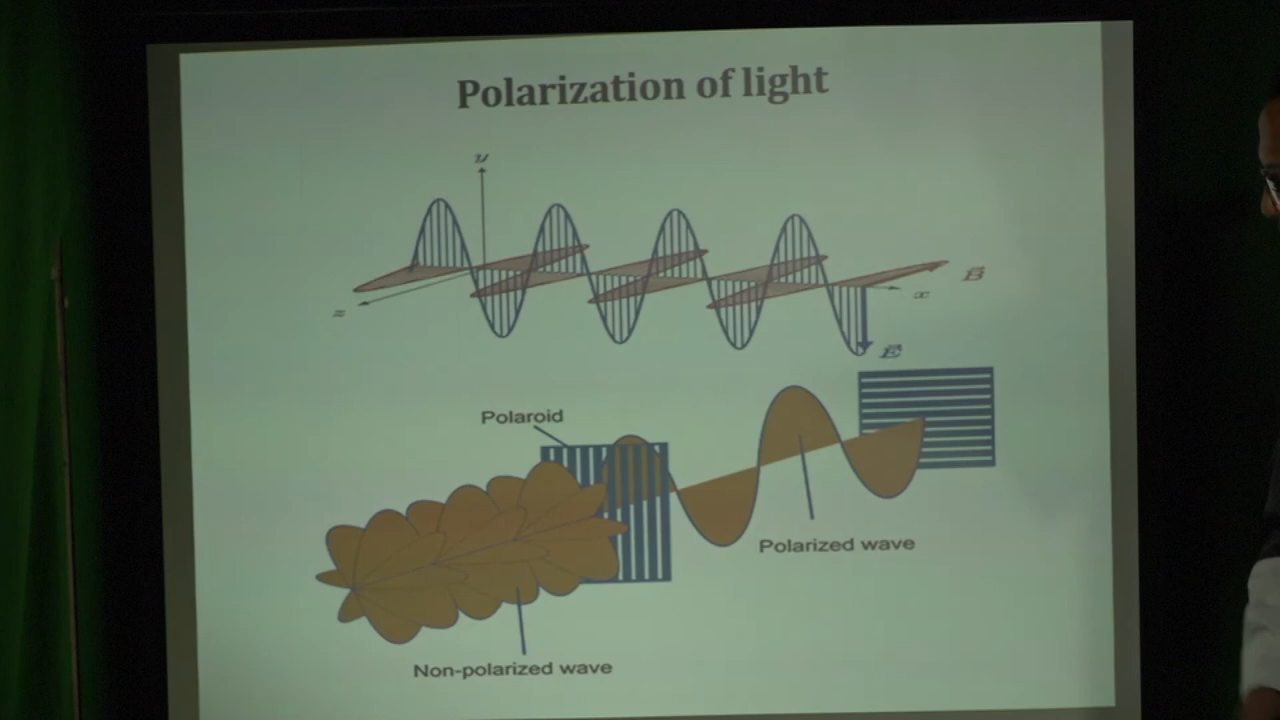 Polarization of light
y
z
x
B
E
Polaroid
Polarized wave
Non-polarized wave